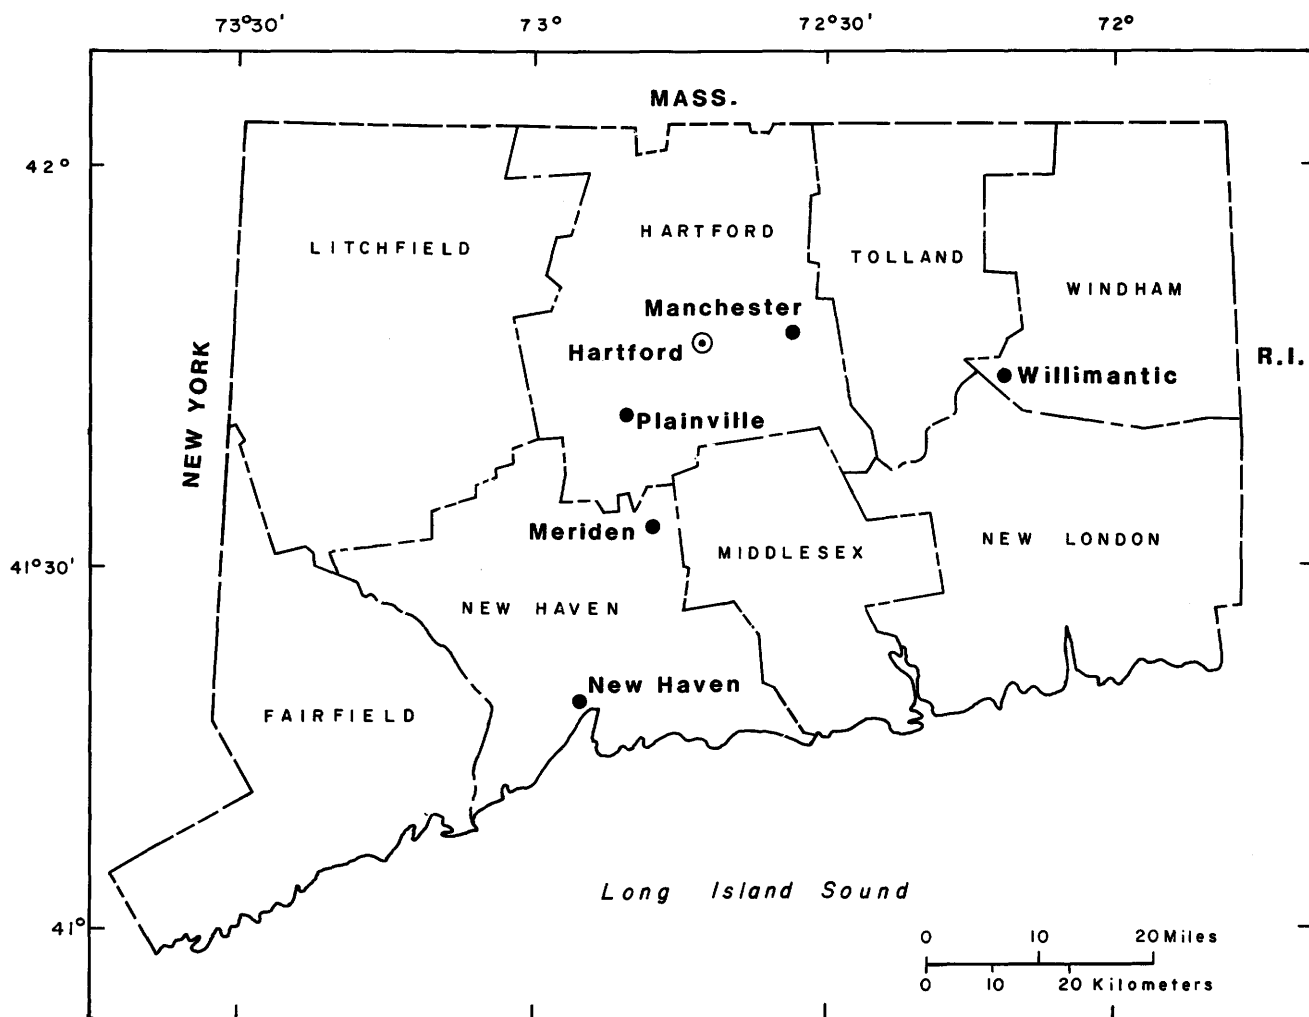 73°30' 73° 72°30' 72°
MASS.
42°
HARTFORD
LITCHFIELD
TOLLAND
WINDHAM
Manchester
Hartford
NEW YORK
R.I.
Willimantic
Plainville
Meriden
MIDDLESEX
NEW LONDON
41°30'
NEW HAVEN
New Haven
FAIRFIELD
Long Island Sound
41°
0 10 20 Miles
0 10 20 Kilometers